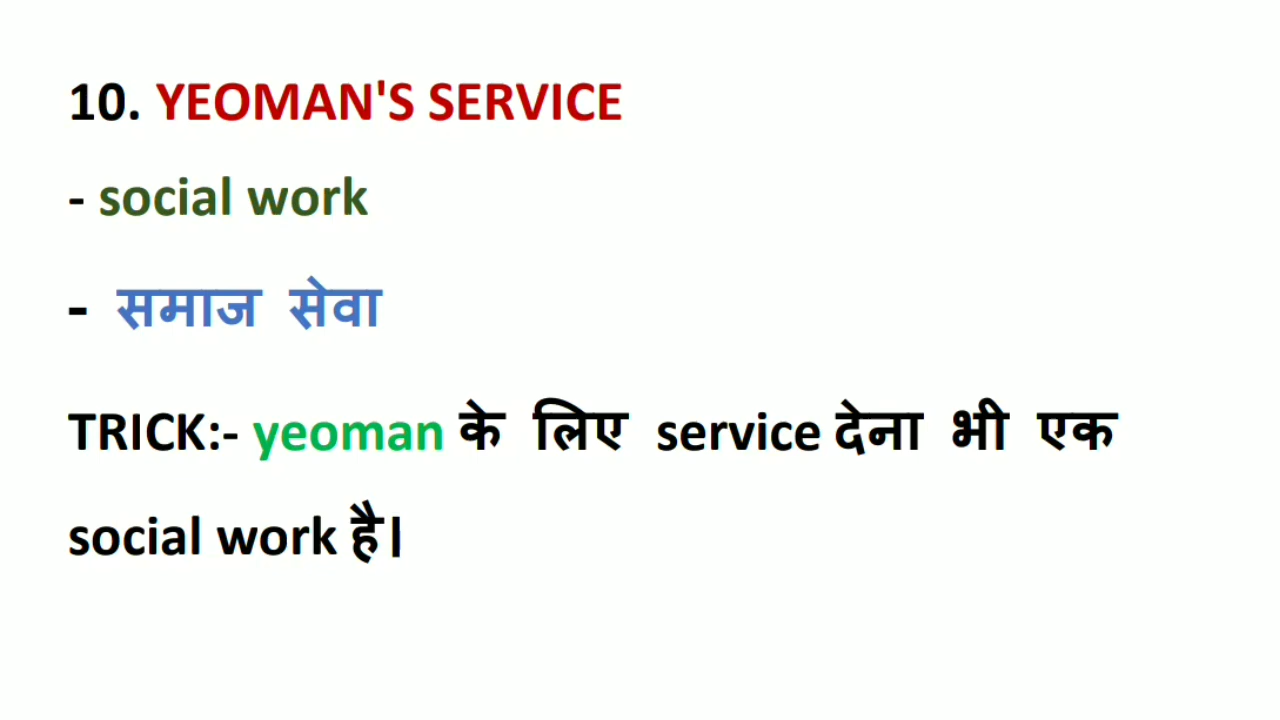 10. YEOMAN'S SERVICE
- social work
- समाज सेवा
TRICK:- yeoman के लिए service देना भी एक
social work है।